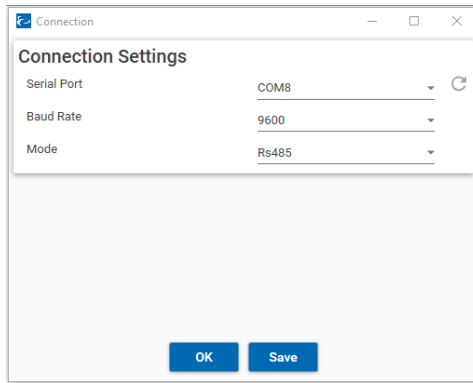 Connection
Connection Settings
Serial Port COM8
Baud Rate 9600
Mode Rs485
OK Save